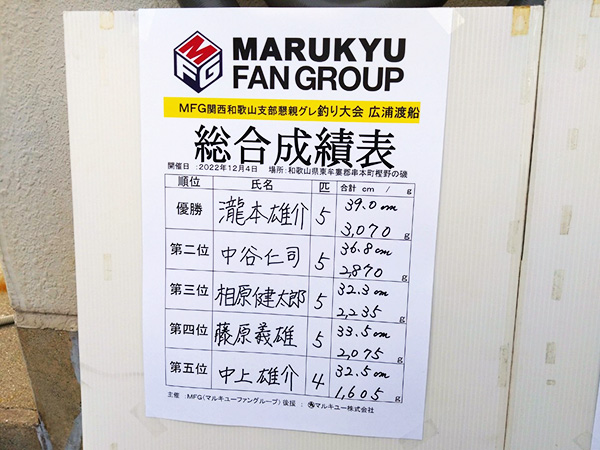 MFG
MARUKYU
FAN GROUP
MFG関西和歌山支部懇親グレ釣り大会 広浦渡船
総合成績表
開催日 :2022年12月4日 場所:和歌山県東牟婁郡串本町樫野の磯
順位 氏名 匹 合計 cm / g
優勝 瀧本雄介 5 39.0cm
3,070g
第二位 中谷仁司 5 36.8cm
2,870g
第三位 相原健太郎 5 32.3cm
2,235g
第四位 藤原義雄 5 33.5cm
2,075g
第五位 中上雄介 4 32.5cm
1,605g
主催 :MFG(マルキユーファングループ) 後援 : マルキユー株式会社